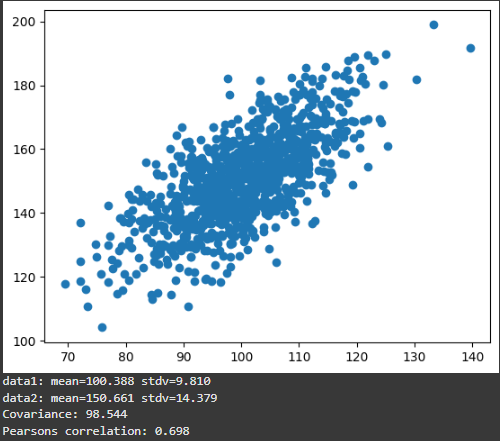 200
180
160
140
120
100
70 80 90 100 110 120 130 140
data1: mean=100.388 stdv=9.810
data2: mean=150.661 stdv=14.379
Covariance: 98.544
Pearsons correlation: 0.698